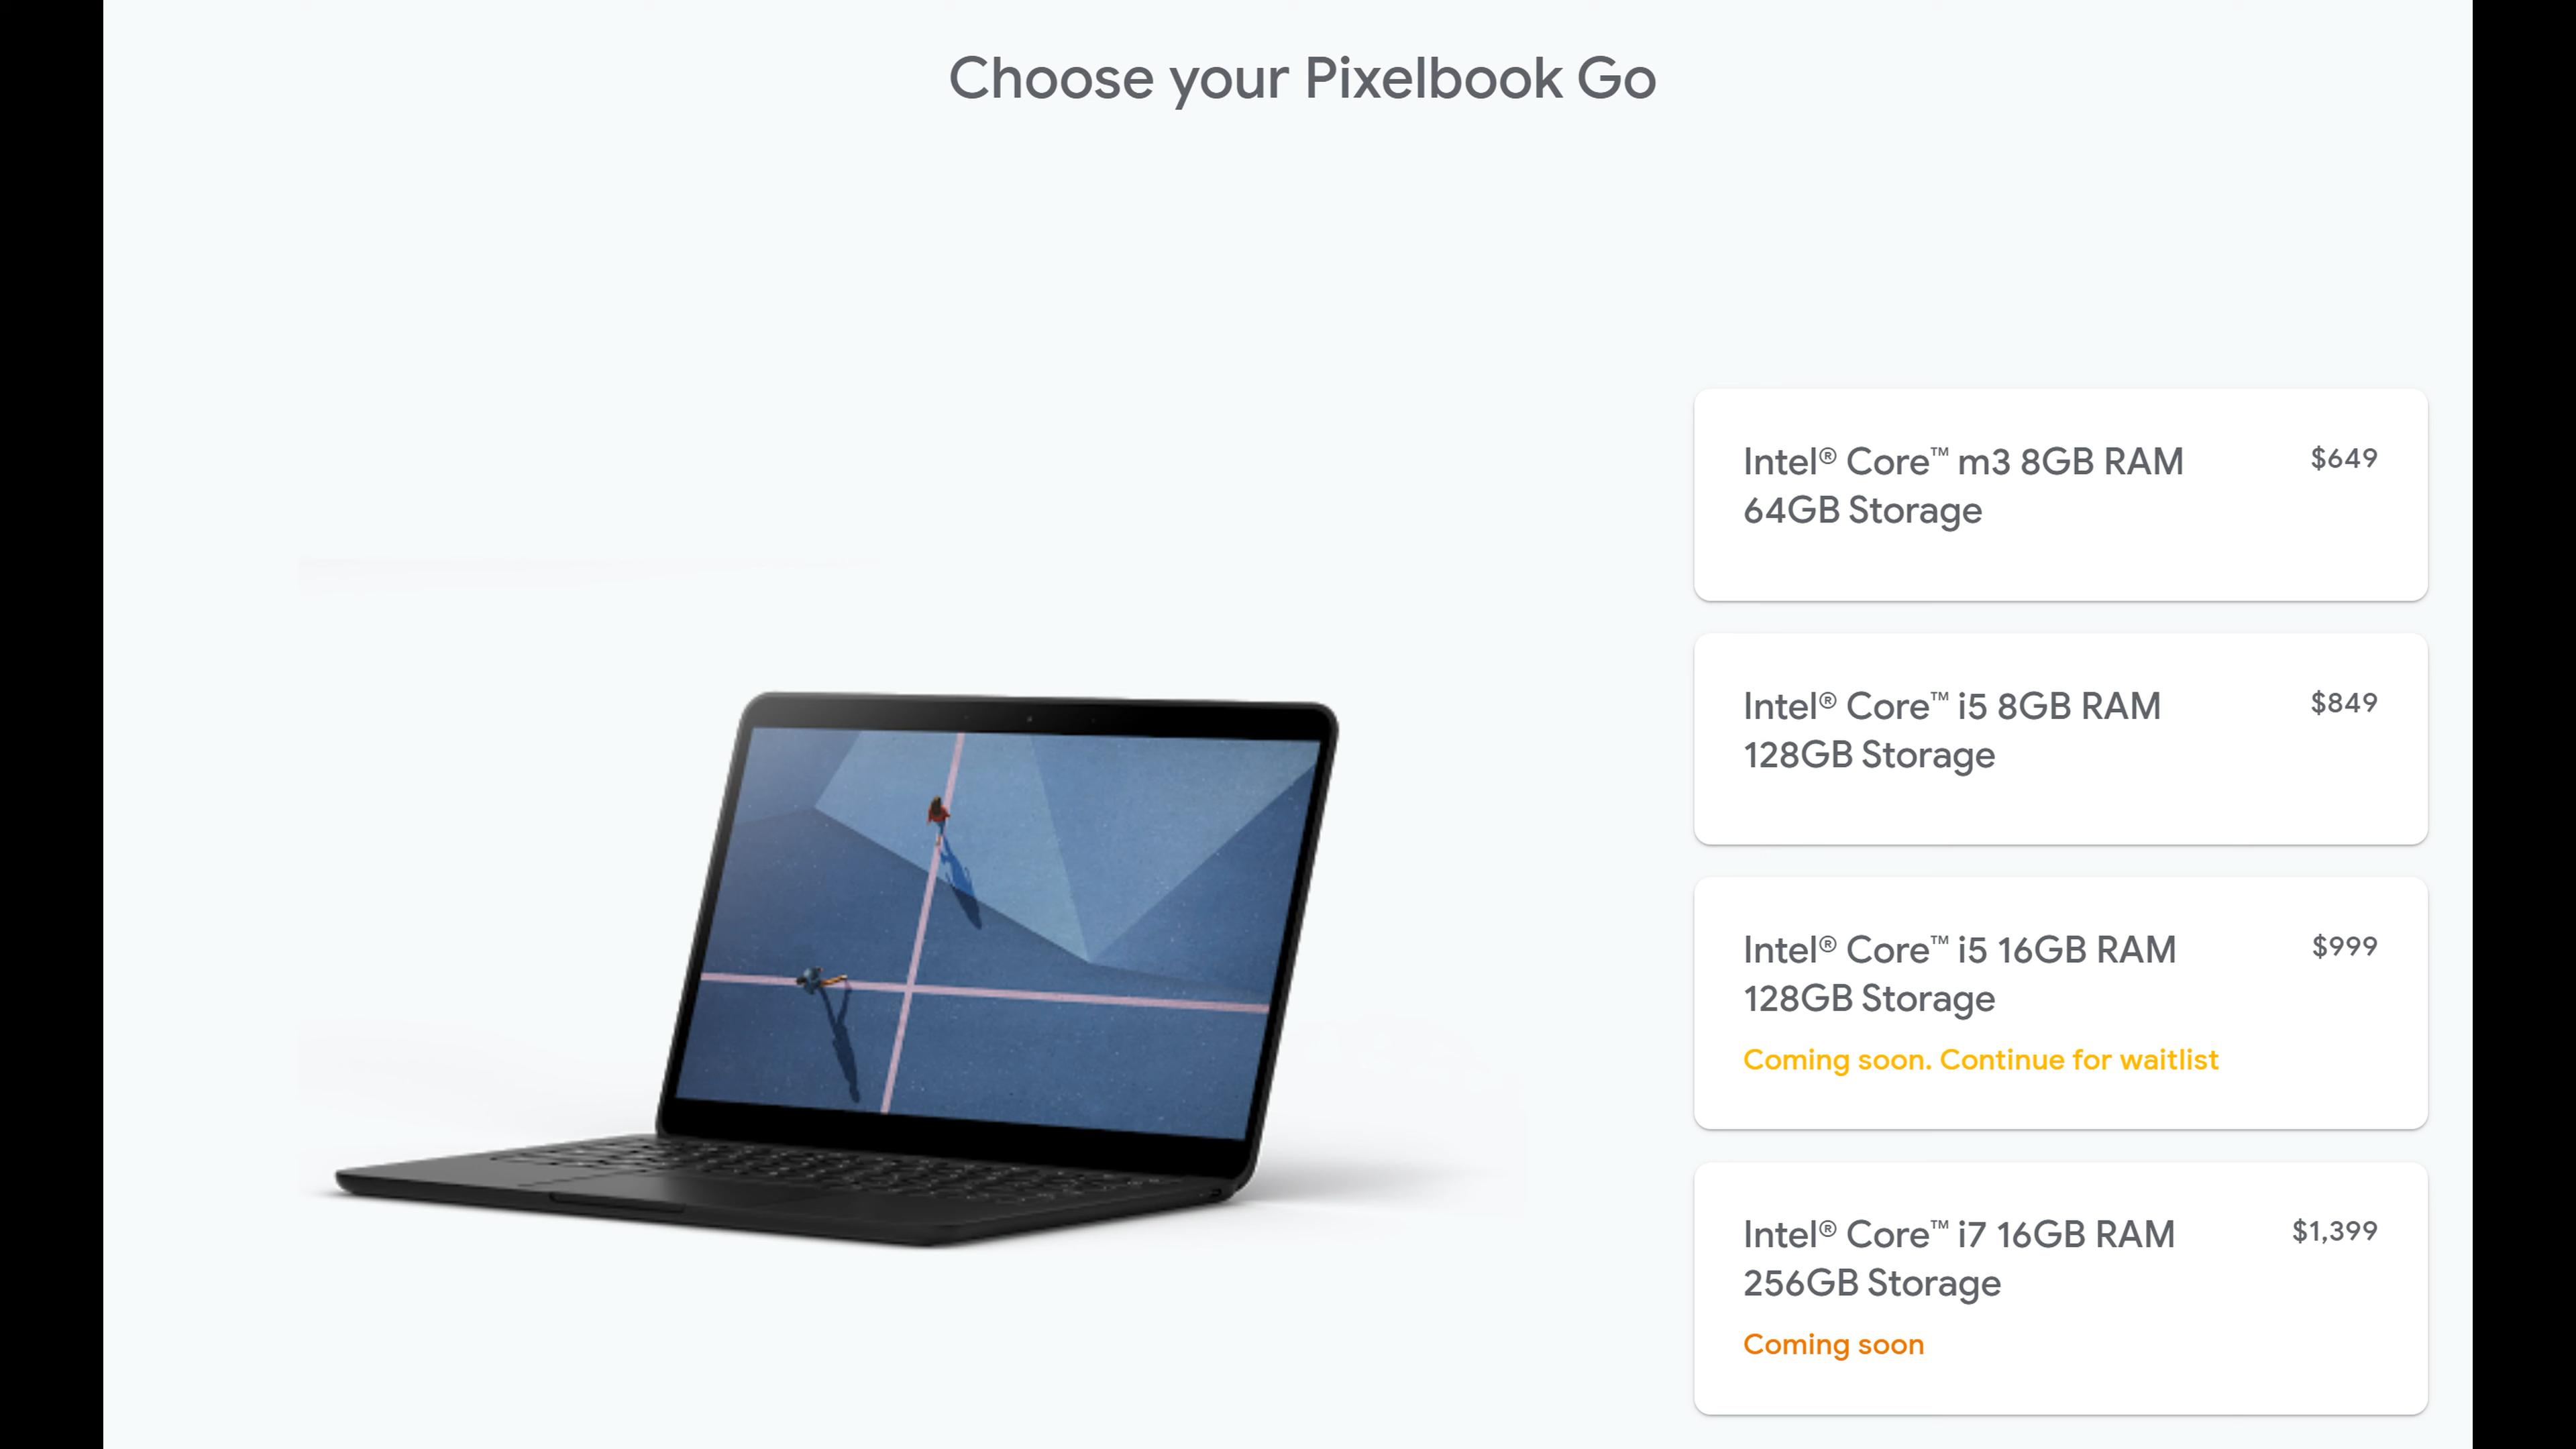 Choose your Pixelbook Go
Intel® Core™ m3 8GB RAM $649
64GB Storage
Intel® Core™ i5 8GB RAM $849
128GB Storage
Intel® Core™ i5 16GB RAM $999
128GB Storage
Coming soon. Continue for waitlist
Intel® Core™ i7 16GB RAM $1,399
256GB Storage
Coming soon